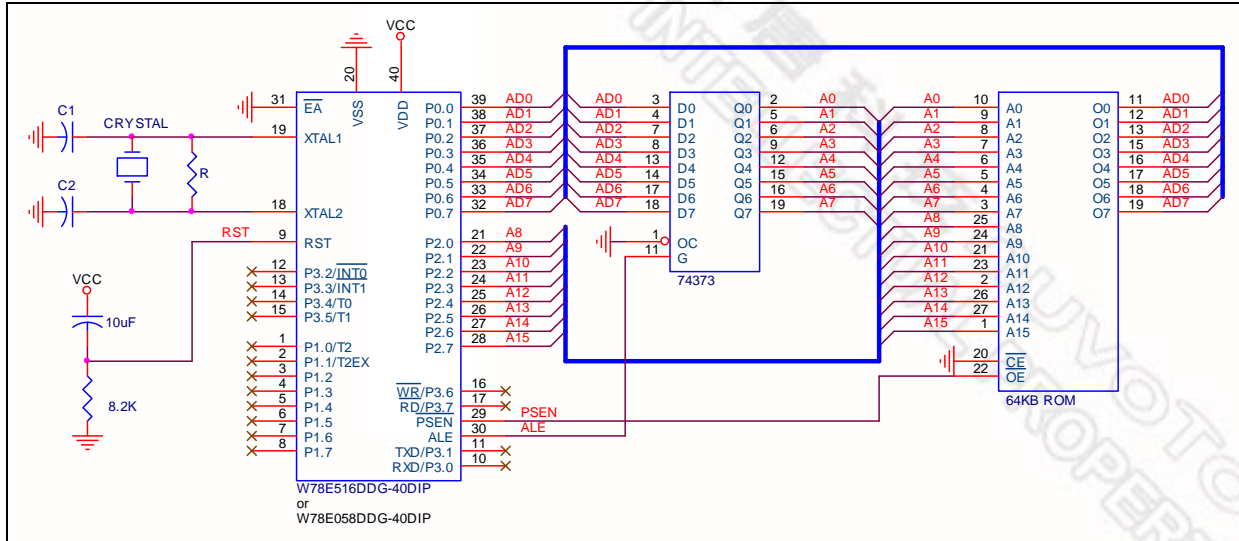 VCC
20
40
VSS
VDD
31
EA
C1
CRYSTAL
19
XTAL1
R
C2
18
XTAL2
RST
9
RST
VCC
10uF
8.2K
12
P3.2/INT0
13
P3.3/INT1
14
P3.4/T0
15
P3.5/T1
1
P1.0/T2
2
P1.1/T2EX
3
P1.2
4
P1.3
5
P1.4
6
P1.5
7
P1.6
8
P1.7
P0.0 39 AD0
P0.1 38 AD1
P0.2 37 AD2
P0.3 36 AD3
P0.4 35 AD4
P0.5 34 AD5
P0.6 33 AD6
P0.7 32 AD7
P2.0 21 A8
P2.1 22 A9
P2.2 23 A10
P2.3 24 A11
P2.4 25 A12
P2.5 26 A13
P2.6 27 A14
P2.7 28 A15
WR/P3.6 16
RD/P3.7 17
PSEN 29 PSEN
ALE 30 ALE
TXD/P3.1 11
RXD/P3.0 10
W78E516DDG-40DIP
or
W78E058DDG-40DIP
AD0 3 D0 Q0 2 A0
AD1 4 D1 Q1 5 A1
AD2 7 D2 Q2 6 A2
AD3 8 D3 Q3 9 A3
AD4 13 D4 Q4 12 A4
AD5 14 D5 Q5 15 A5
AD6 17 D6 Q6 16 A6
AD7 18 D7 Q7 19 A7
1 OC
11 G
74373
A0 10 A0 O0 11 AD0
A1 9 A1 O1 12 AD1
A2 8 A2 O2 13 AD2
A3 7 A3 O3 15 AD3
A4 6 A4 O4 16 AD4
A5 5 A5 O5 17 AD5
A6 4 A6 O6 18 AD6
A7 3 A7 O7 19 AD7
A8 25 A8
A9 24 A9
A10 21 A10
A11 23 A11
A12 2 A12
A13 26 A13
A14 27 A14
A15 1 A15
20 CE
22 OE
64KB ROM